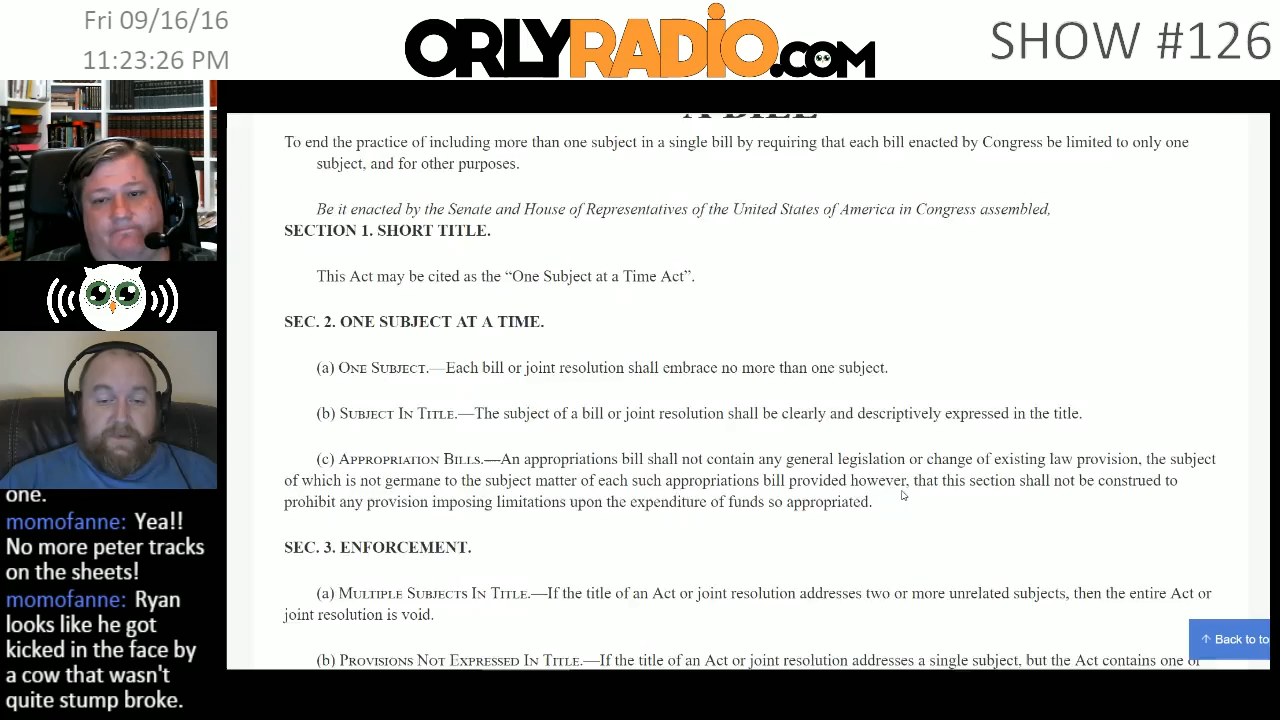 Fri 09/16/16
11:23:26 PM
ORLYRADIO.COM
SHOW #126
A BILL
To end the practice of including more than one subject in a single bill by requiring that each bill enacted by Congress be limited to only one
subject, and for other purposes.
Be it enacted by the Senate and House of Representatives of the United States of America in Congress assembled,
SECTION 1. SHORT TITLE.
This Act may be cited as the “One Subject at a Time Act”.
SEC. 2. ONE SUBJECT AT A TIME.
(a) ONE SUBJECT.—Each bill or joint resolution shall embrace no more than one subject.
(b) SUBJECT IN TITLE.—The subject of a bill or joint resolution shall be clearly and descriptively expressed in the title.
(c) APPROPRIATION BILLS.—An appropriations bill shall not contain any general legislation or change of existing law provision, the subject
of which is not germane to the subject matter of each such appropriations bill provided however, that this section shall not be construed to
prohibit any provision imposing limitations upon the expenditure of funds so appropriated.
SEC. 3. ENFORCEMENT.
(a) MULTIPLE SUBJECTS IN TITLE.—If the title of an Act or joint resolution addresses two or more unrelated subjects, then the entire Act or
joint resolution is void.
(b) PROVISIONS NOT EXPRESSED IN TITLE.—If the title of an Act or joint resolution addresses a single subject, but the Act contains one or
↑ Back to to
one.
momofanne: Yea!!
No more peter tracks
on the sheets!
momofanne: Ryan
looks like he got
kicked in the face by
a cow that wasn't
quite stump broke.